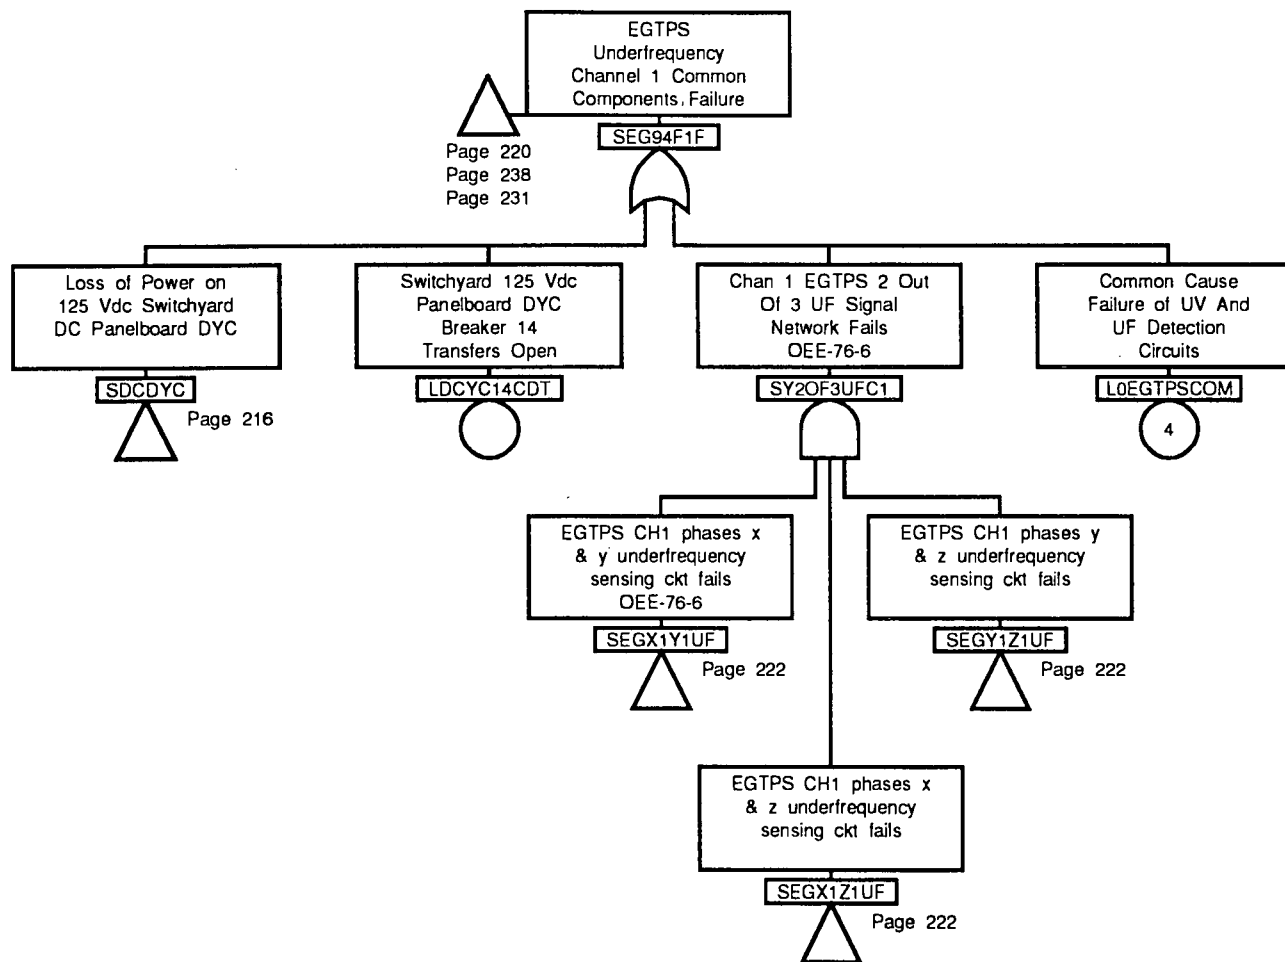 EGTPS
Underfrequency
Channel 1 Common
Components, Failure
SEG94F1F
Page 220
Page 238
Page 231
Loss of Power on
125 Vdc Switchyard
DC Panelboard DYC
SDCDYC
Page 216
Switchyard 125 Vdc
Panelboard DYC
Breaker 14
Transfers Open
LDCYC14CDT
Chan 1 EGTPS 2 Out
Of 3 UF Signal
Network Fails
OEE-76-6
SY2OF3UFC1
Common Cause
Failure of UV And
UF Detection
Circuits
L0EGTPSCOM
4
EGTPS CH1 phases x
& y underfrequency
sensing ckt fails
OEE-76-6
SEGX1Y1UF
Page 222
EGTPS CH1 phases y
& z underfrequency
sensing ckt fails
SEGY1Z1UF
Page 222
EGTPS CH1 phases x
& z underfrequency
sensing ckt fails
SEGX1Z1UF
Page 222